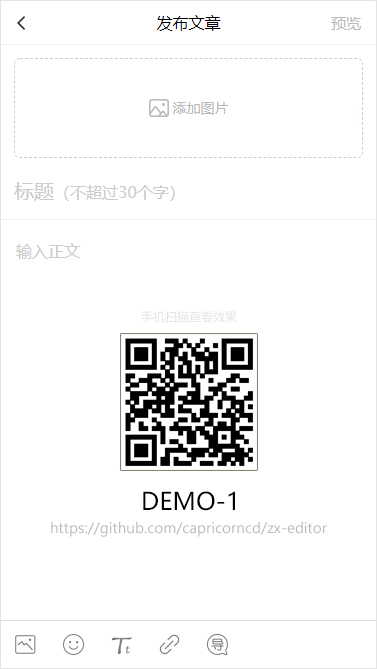 发布文章 预览
添加图片
标题（不超过30个字）
输入正文
手机扫描查看效果
DEMO-1
https://github.com/capricorncd/zx-editor
Tt 导